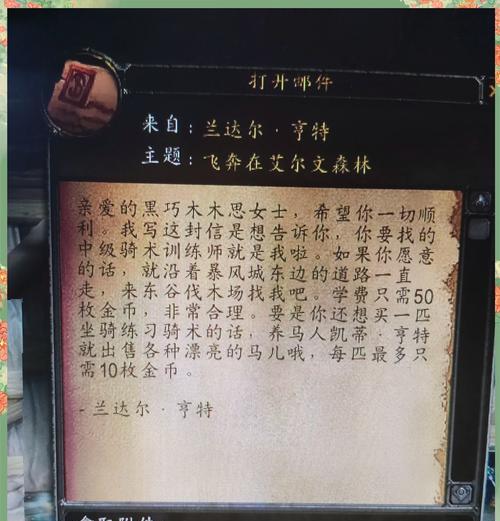 打开邮件
来自：兰达尔·亨特
主题：飞奔在艾尔文森林
亲爱的黑巧木木思女士，希望你一切顺
利。我写这封信是想告诉你，你要找的
中级骑术训练师就是我啦。如果你愿意
的话，就沿着暴风城东边的道路一直
走，来东谷伐木场找我吧。学费只需50
枚金币，非常合理。要是你还想买一匹
坐骑练习骑术的话，养马人凯蒂·亨特
就出售各种漂亮的马儿哦，每匹最多只
需10枚金币。
-兰达尔·亨特